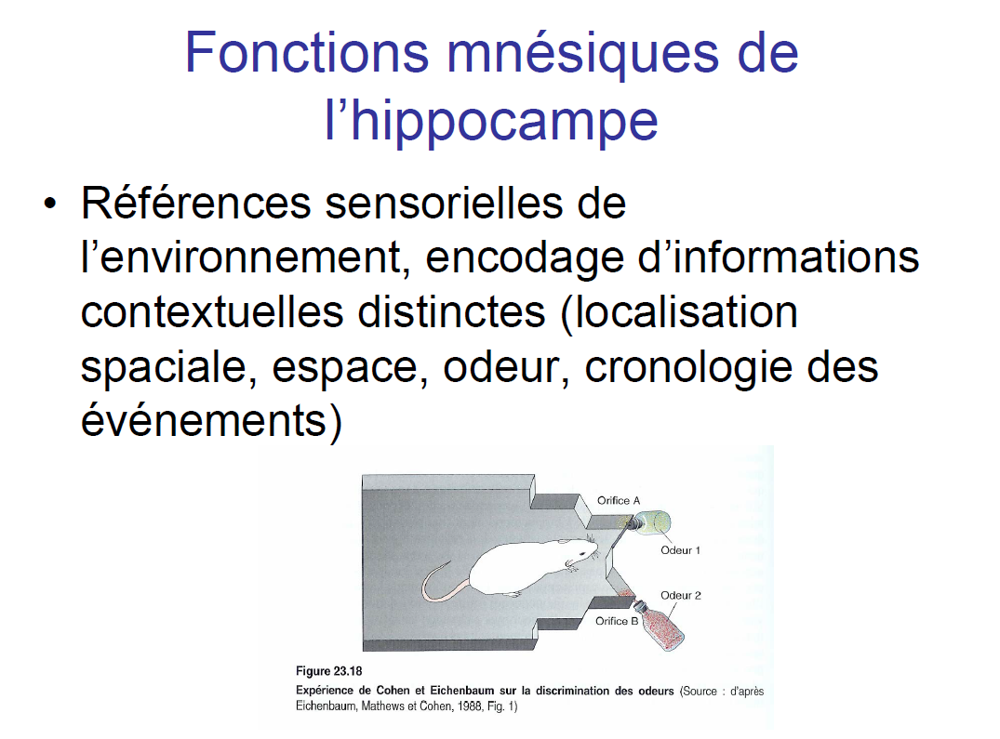 Fonctions mnésiques de
l'hippocampe
• Références sensorielles de
l'environnement, encodage d'informations
contextuelles distinctes (localisation
spaciale, espace, odeur, cronologie des
événements)
Orifice A
Odeur 1
Odeur 2
Orifice B
Figure 23.18
Expérience de Cohen et Eichenbaum sur la discrimination des odeurs (Source : d'après
Eichenbaum, Mathews et Cohen, 1988, Fig. 1)